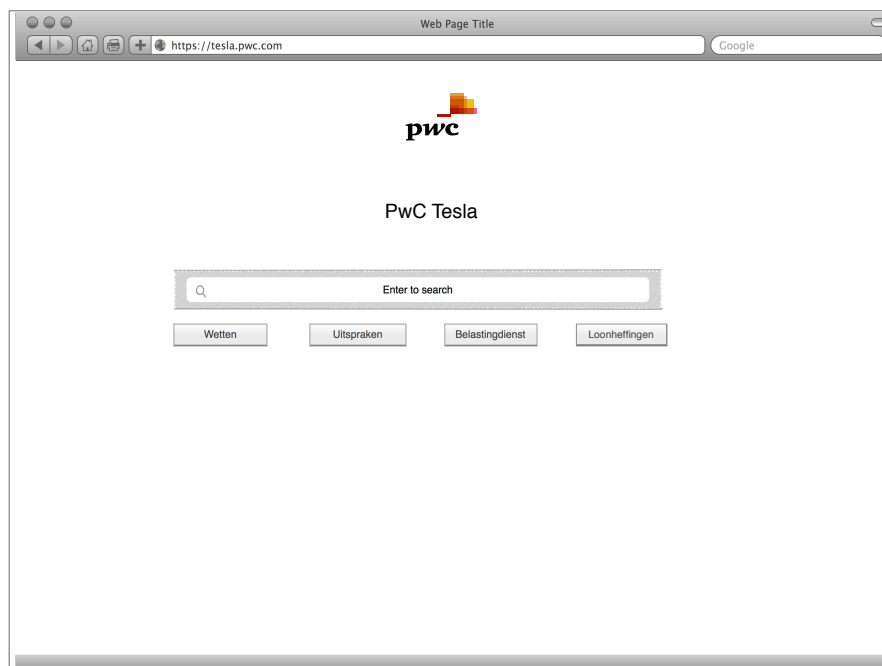 Web Page Title
https://tesla.pwc.com
Google
pwc
PwC Tesla
Enter to search
Wetten
Uitspraken
Belastingdienst
Loonheffingen